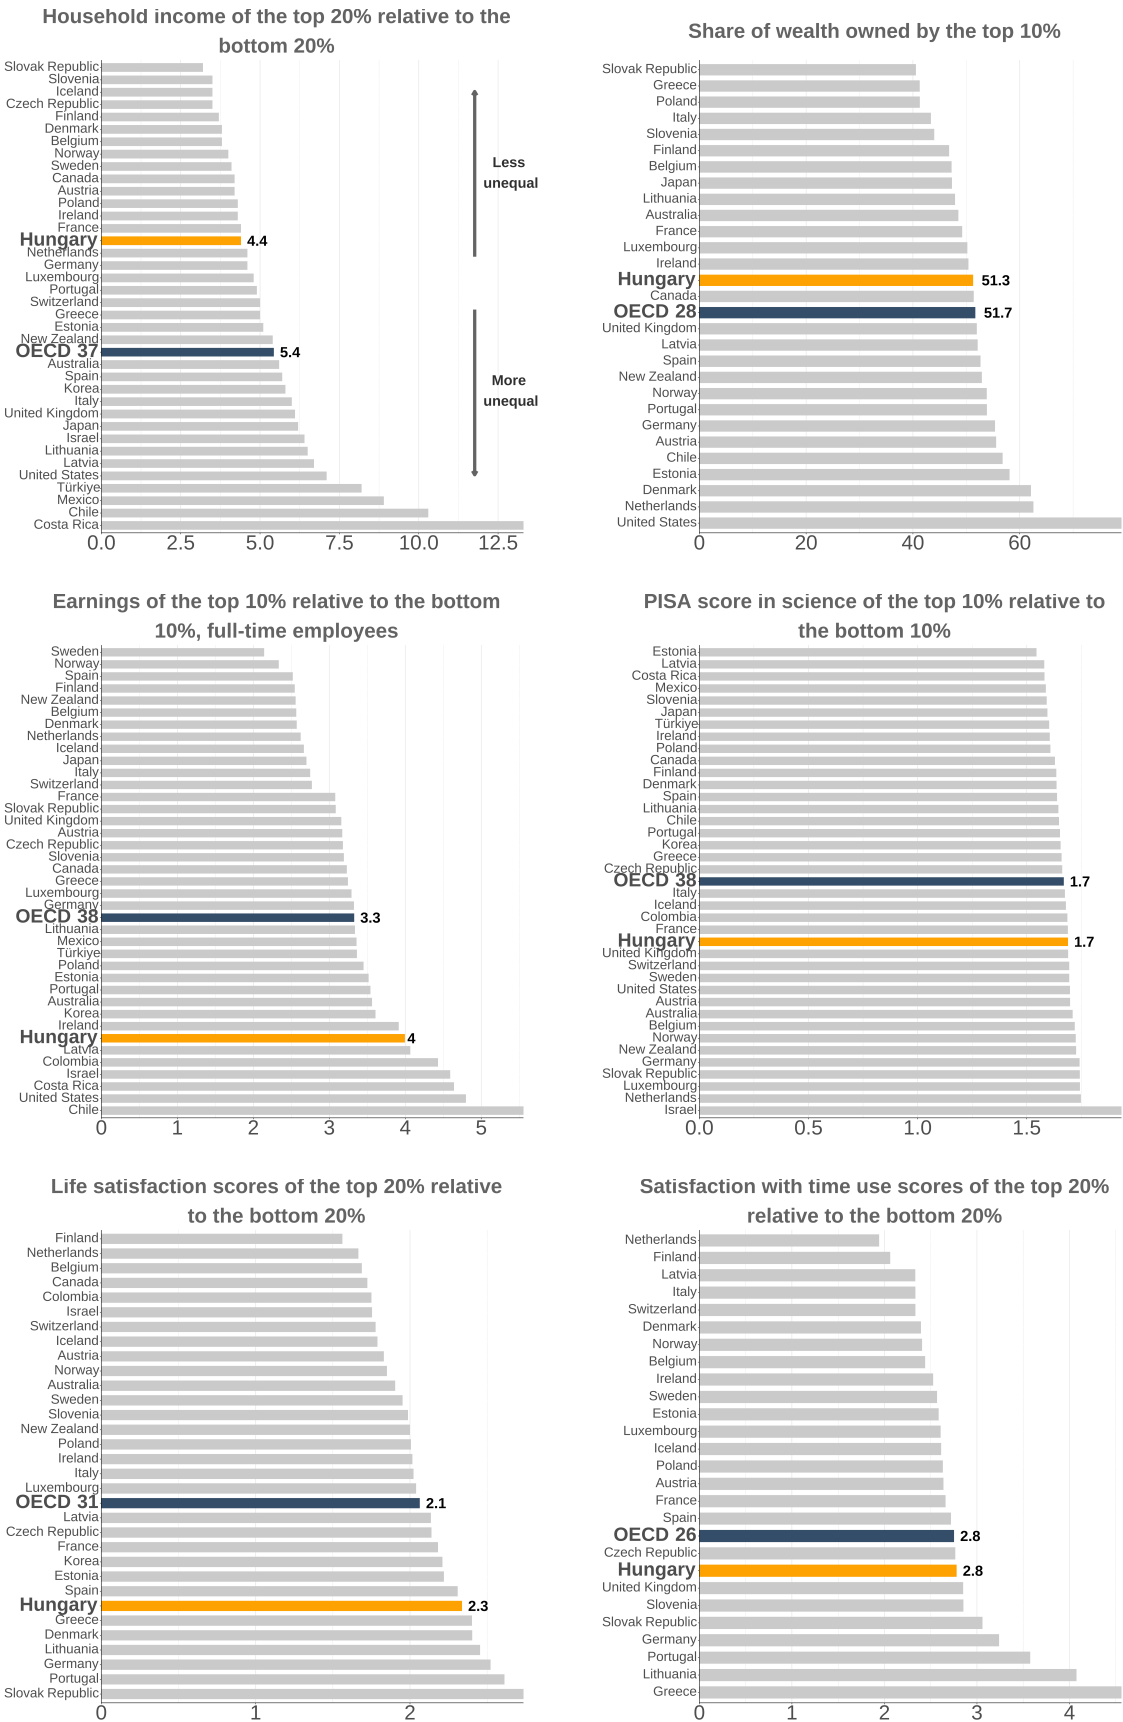 Household income of the top 20% relative to the
bottom 20%
Slovak Republic
Slovenia
Iceland
Czech Republic
Finland
Denmark
Belgium
Norway
Sweden
Canada
Austria
Poland
Ireland
France
Hungary 4.4
Netherlands
Germany
Luxembourg
Portugal
Switzerland
Greece
Estonia
New Zealand
OECD 37 5.4
Australia
Spain
Korea
Italy
United Kingdom
Japan
Israel
Lithuania
Latvia
United States
Türkiye
Mexico
Chile
Costa Rica
Less
unequal
More
unequal
0.0 2.5 5.0 7.5 10.0 12.5
Share of wealth owned by the top 10%
Slovak Republic
Greece
Poland
Italy
Slovenia
Finland
Belgium
Japan
Lithuania
Australia
France
Luxembourg
Ireland
Hungary 51.3
Canada
OECD 28 51.7
United Kingdom
Latvia
Spain
New Zealand
Norway
Portugal
Germany
Austria
Chile
Estonia
Denmark
Netherlands
United States
0 20 40 60
Earnings of the top 10% relative to the bottom
10%, full-time employees
Sweden
Norway
Spain
Finland
New Zealand
Belgium
Denmark
Netherlands
Iceland
Japan
Italy
Switzerland
France
Slovak Republic
United Kingdom
Austria
Czech Republic
Slovenia
Canada
Greece
Luxembourg
Germany
OECD 38 3.3
Lithuania
Mexico
Türkiye
Poland
Estonia
Portugal
Australia
Korea
Ireland
Hungary 4
Latvia
Colombia
Israel
Costa Rica
United States
Chile
0 1 2 3 4 5
PISA score in science of the top 10% relative to
the bottom 10%
Estonia
Latvia
Costa Rica
Mexico
Slovenia
Japan
Türkiye
Ireland
Poland
Canada
Finland
Denmark
Spain
Lithuania
Chile
Portugal
Korea
Greece
Czech Republic
OECD 38 1.7
Italy
Iceland
Colombia
France
Hungary 1.7
United Kingdom
Switzerland
Sweden
United States
Austria
Australia
Belgium
Norway
New Zealand
Germany
Slovak Republic
Luxembourg
Netherlands
Israel
0.0 0.5 1.0 1.5
Life satisfaction scores of the top 20% relative
to the bottom 20%
Finland
Netherlands
Belgium
Canada
Colombia
Israel
Switzerland
Iceland
Austria
Norway
Australia
Sweden
Slovenia
New Zealand
Poland
Ireland
Italy
Luxembourg
OECD 31 2.1
Latvia
Czech Republic
France
Korea
Estonia
Spain
Hungary 2.3
Greece
Denmark
Lithuania
Germany
Portugal
Slovak Republic
0 1 2
Satisfaction with time use scores of the top 20%
relative to the bottom 20%
Netherlands
Finland
Latvia
Italy
Switzerland
Denmark
Norway
Belgium
Ireland
Sweden
Estonia
Luxembourg
Iceland
Poland
Austria
France
Spain
OECD 26 2.8
Czech Republic
Hungary 2.8
United Kingdom
Slovenia
Slovak Republic
Germany
Portugal
Lithuania
Greece
0 1 2 3 4